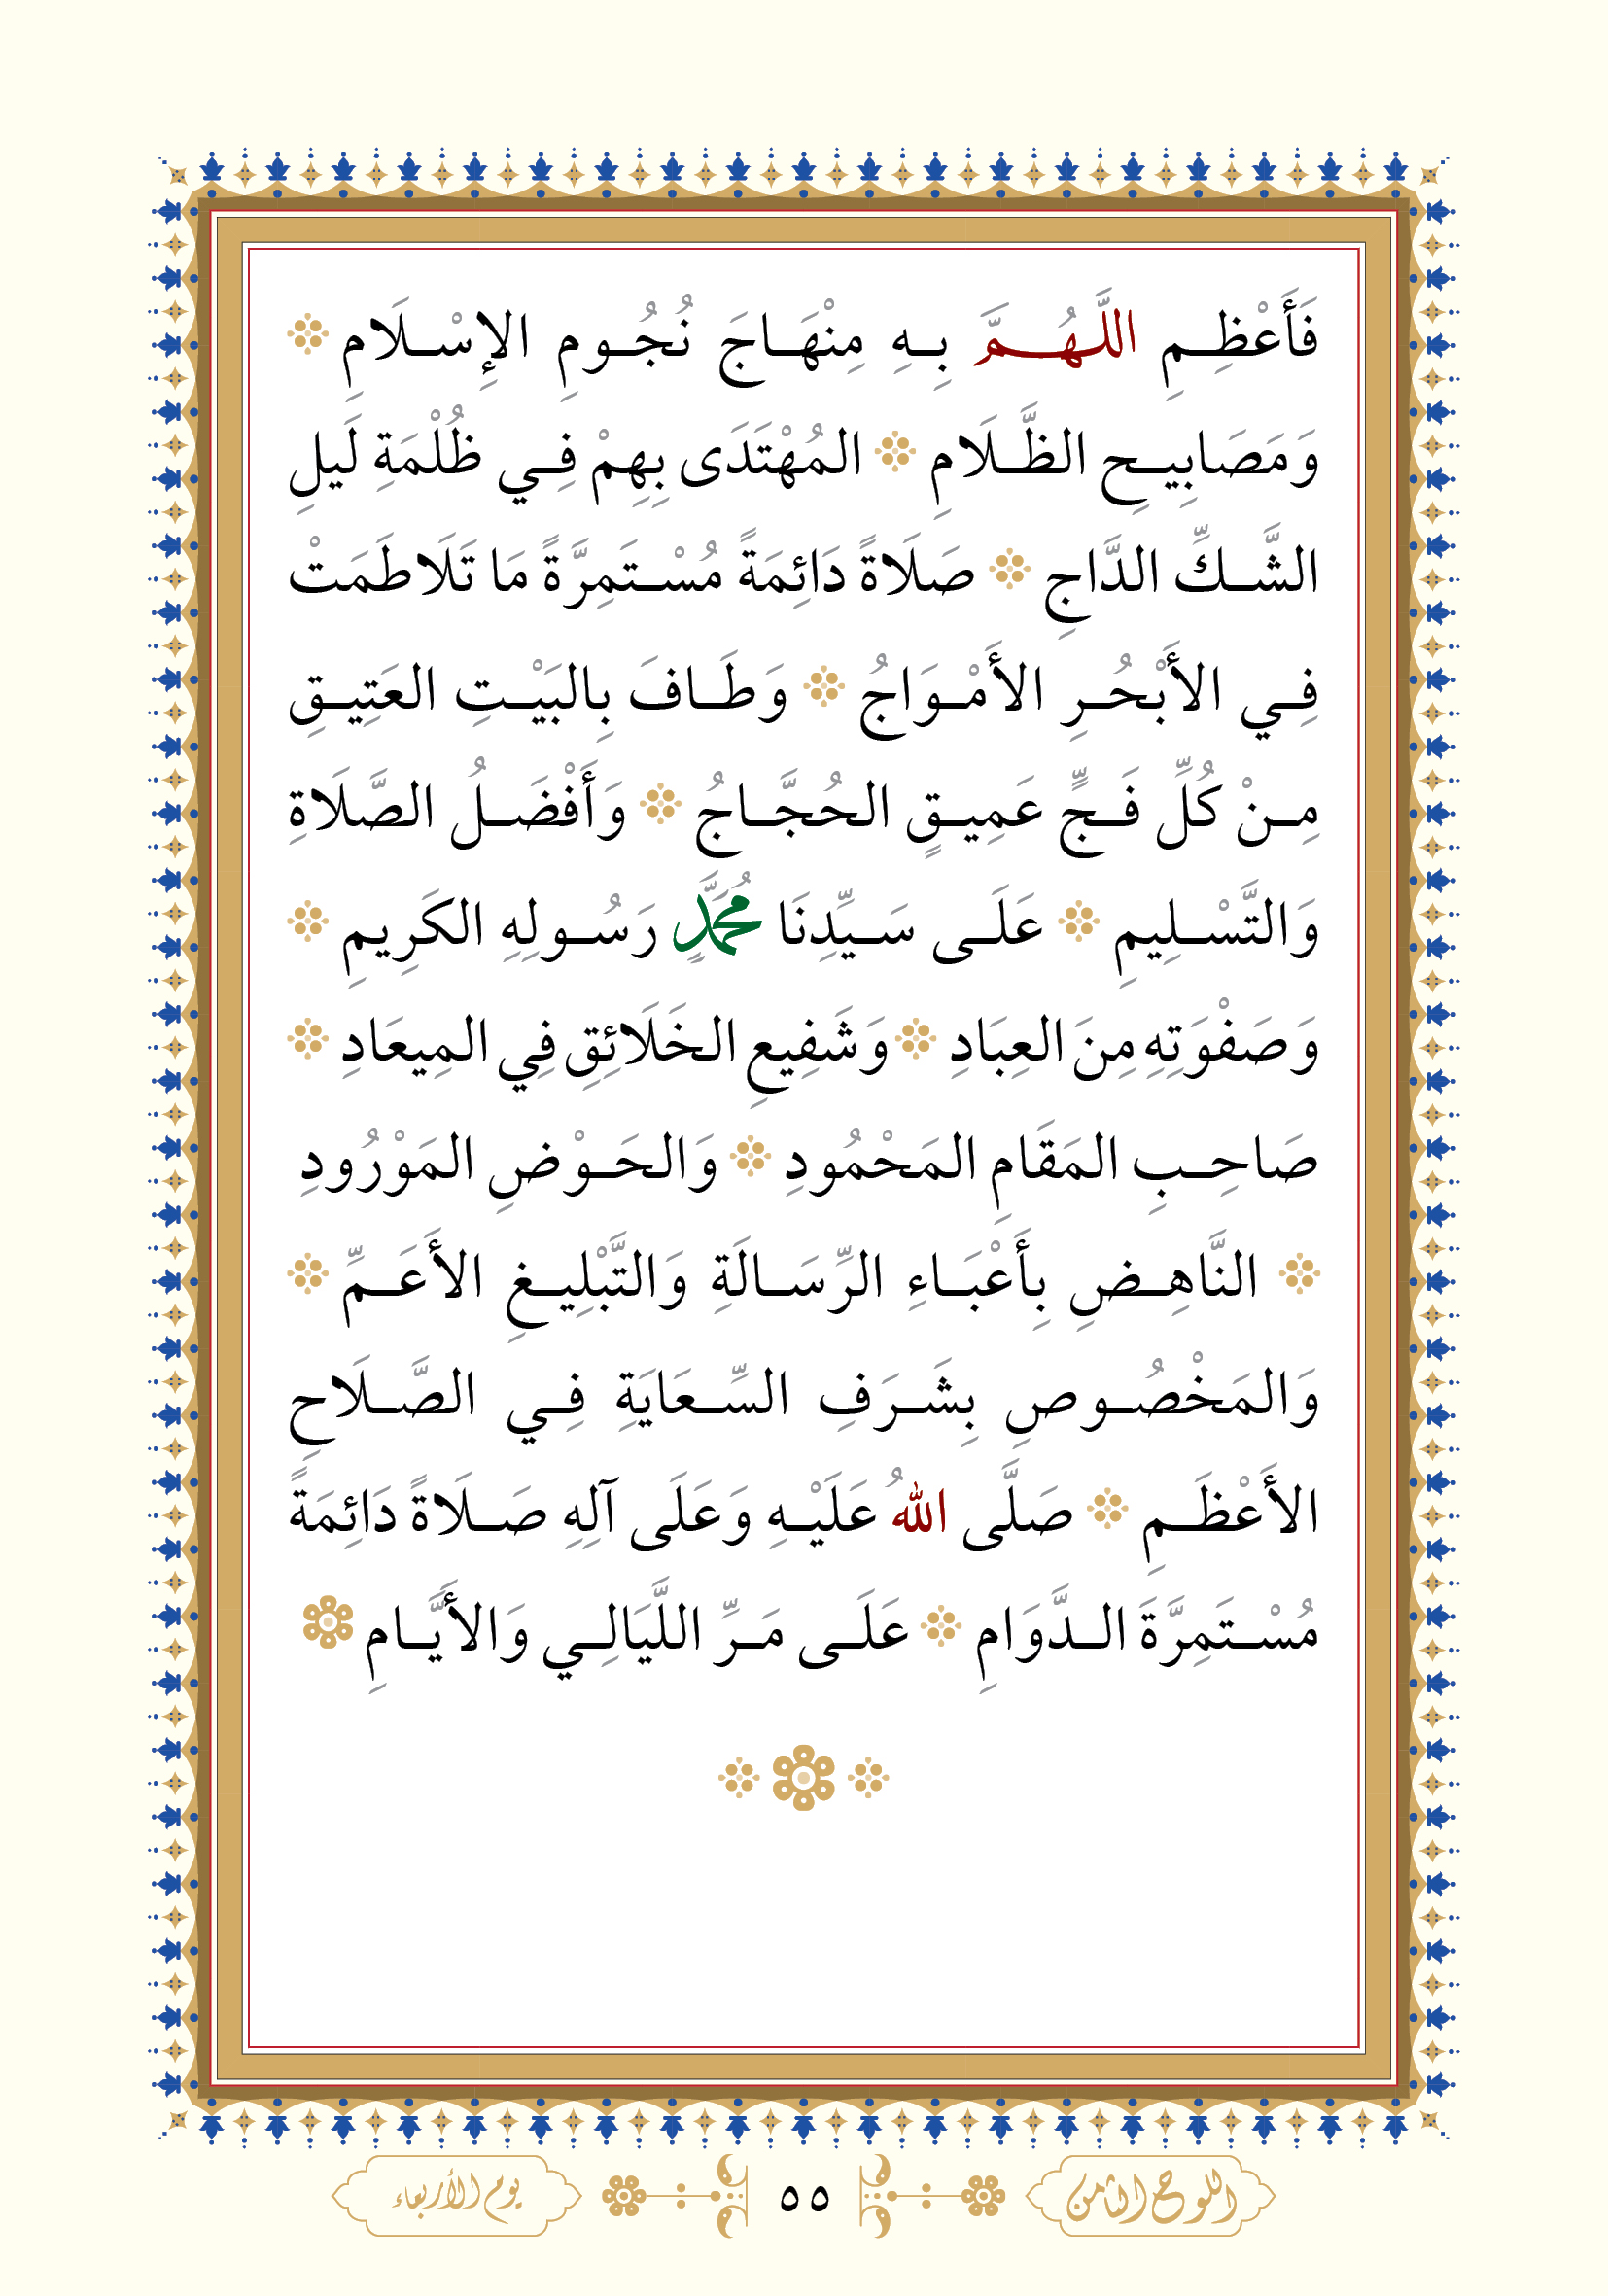 فَأَعْظِمِ اللَّهُمَّ بِهِ مِنْهَاجَ نُجُومِ الإِسْلَامِ
وَمَصَابِيحِ الظَّلَامِ المُهْتَدَى بِهِمْ فِي ظُلْمَةِ لَيلِ
الشَّكِّ الدَّاجِ صَلَاةً دَائِمَةً مُسْتَمِرَّةً مَا تَلَاطَمَتْ
فِي الأَبْحُرِ الأَمْوَاجُ وَطَافَ بِالبَيْتِ العَتِيقِ
مِنْ كُلِّ فَجٍّ عَمِيقٍ الحُجَّاجُ وَأَفْضَلُ الصَّلَاةِ
وَالتَّسْلِيمِ عَلَى سَيِّدِنَا مُحَمَّدٍ رَسُولِهِ الكَرِيمِ
وَصَفْوَتِهِ مِنَ العِبَادِ وَشَفِيعِ الخَلَائِقِ فِي المِيعَادِ
صَاحِبِ المَقَامِ المَحْمُودِ وَالحَوْضِ المَوْرُودِ
النَّاهِضِ بِأَعْبَاءِ الرِّسَالَةِ وَالتَّبْلِيغِ الأَعَمِّ
وَالمَخْصُوصِ بِشَرَفِ السِّعَايَةِ فِي الصَّلَاحِ
الأَعْظَمِ صَلَّى اللهُ عَلَيْهِ وَعَلَى آلِهِ صَلَاةً دَائِمَةً
مُسْتَمِرَّةَ الدَّوَامِ عَلَى مَرِّ اللَّيَالِي وَالأَيَّامِ
اللوح الثامن ٥٥ يوم الأربعاء